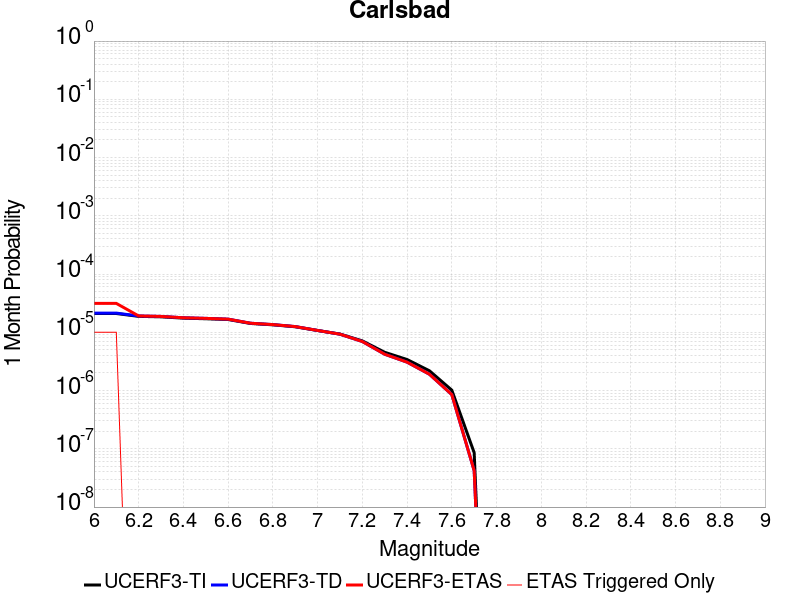 Carlsbad
1 Month Probability
10^0
10^-1
10^-2
10^-3
10^-4
10^-5
10^-6
10^-7
10^-8
6 6.2 6.4 6.6 6.8 7 7.2 7.4 7.6 7.8 8 8.2 8.4 8.6 8.8 9
Magnitude
UCERF3-TI UCERF3-TD UCERF3-ETAS ETAS Triggered Only